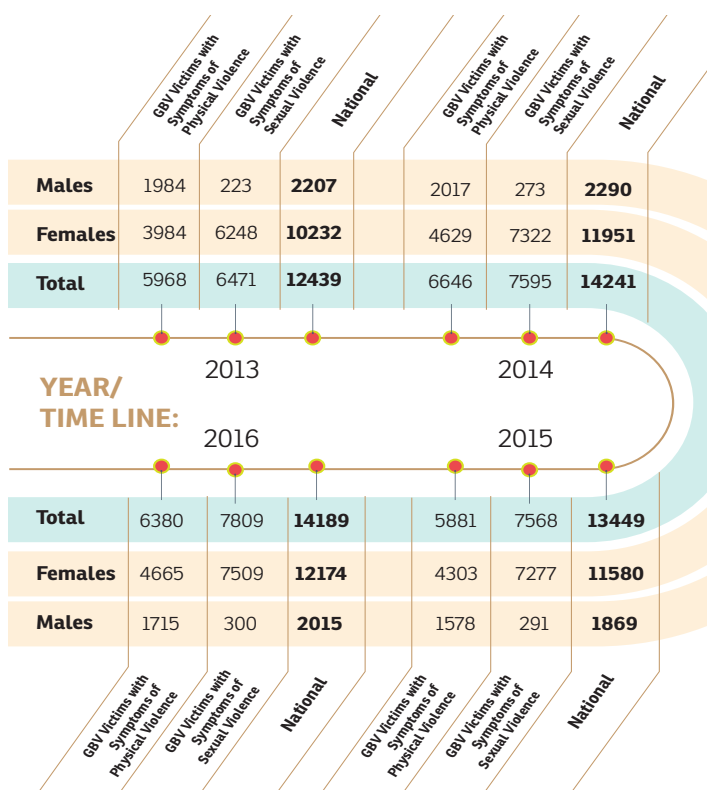 GBV Victims with
Symptoms of
Physical Violence
GBV Victims with
Symptoms of
Sexual Violence
National
GBV Victims with
Symptoms of
Physical Violence
GBV Victims with
Symptoms of
Sexual Violence
National
Males 1984 223 2207 2017 273 2290
Females 3984 6248 10232 4629 7322 11951
Total 5968 6471 12439 6646 7595 14241
2013 2014
YEAR/
TIME LINE:
2016 2015
Total 6380 7809 14189 5881 7568 13449
Females 4665 7509 12174 4303 7277 11580
Males 1715 300 2015 1578 291 1869
GBV Victims with
Symptoms of
Physical Violence
GBV Victims with
Symptoms of
Sexual Violence
National
GBV Victims with
Symptoms of
Physical Violence
GBV Victims with
Symptoms of
Sexual Violence
National